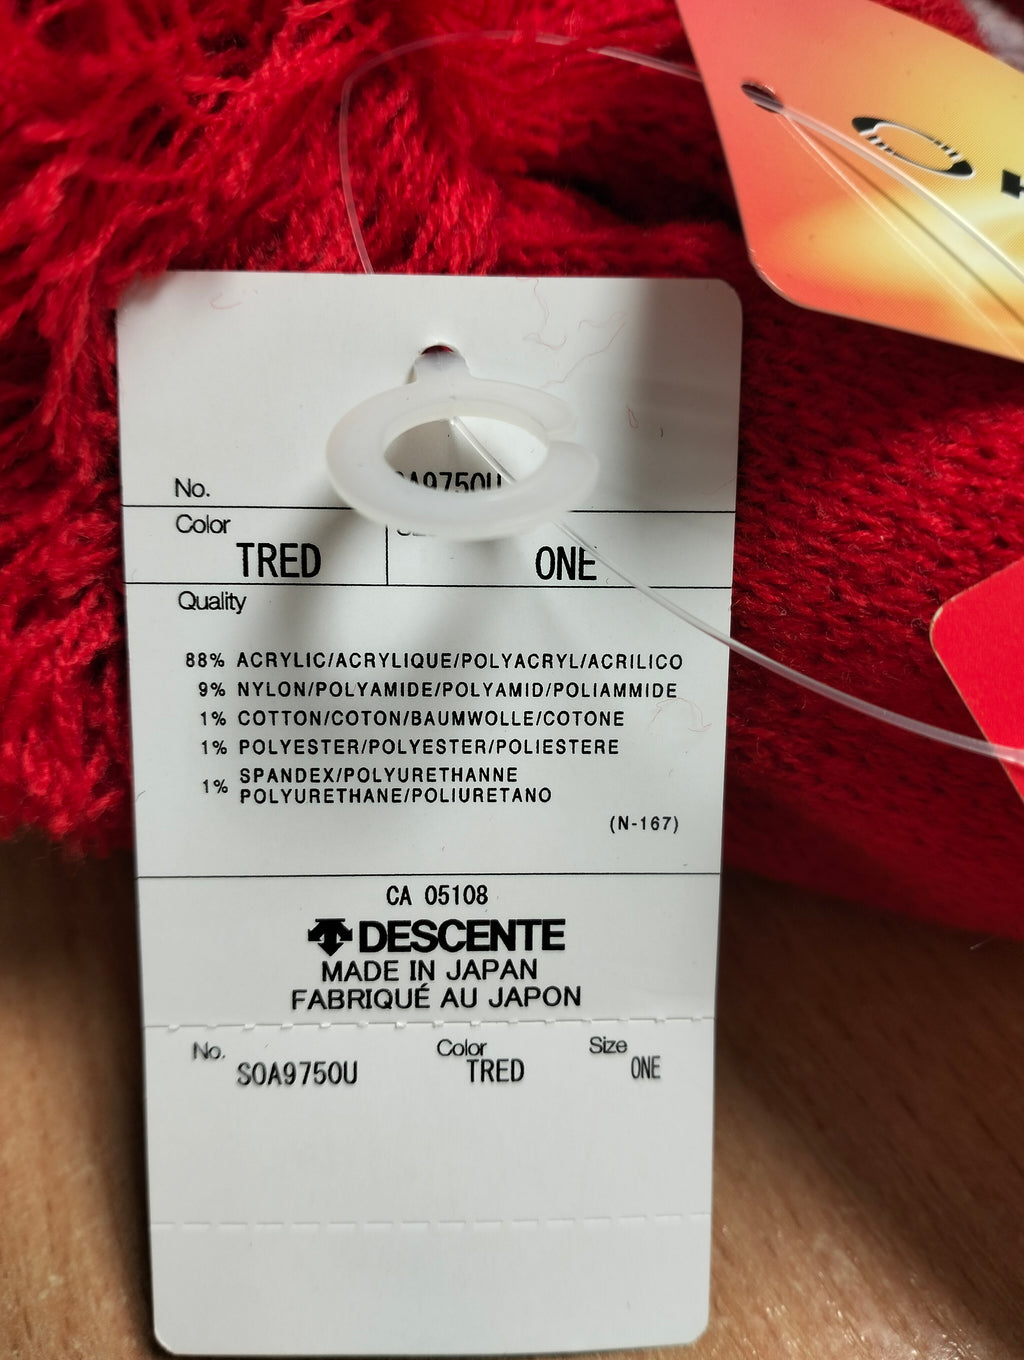 No.
Color
TRED
ONE
Quality
88% ACRYLIC/ACRYLIQUE/POLYACRYL/ACRILICO
9% NYLON/POLYAMIDE/POLYAMID/POLIAMMIDE
1% COTTON/COTON/BAUMWOLLE/COTONE
1% POLYESTER/POLYESTER/POLIESTERE
1% SPANDEX/POLYURETHANNE
POLYURETHANE/POLIURETANO
(N-167)
CA 05108
DESCENTE
MADE IN JAPAN
FABRIQUÉ AU JAPON
No. Color Size
SOA9750U TRED ONE